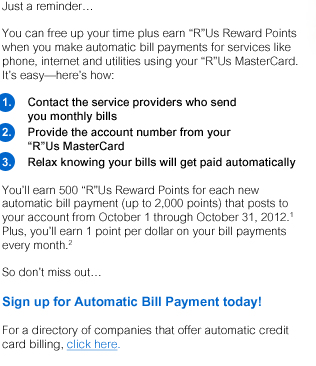 Just a reminder…
You can free up your time plus earn “R”Us Reward Points
when you make automatic bill payments for services like
phone, internet and utilities using your “R”Us MasterCard.
It’s easy—here’s how:
1. Contact the service providers who send
you monthly bills
2. Provide the account number from your
“R”Us MasterCard
3. Relax knowing your bills will get paid automatically
You’ll earn 500 “R”Us Reward Points for each new
automatic bill payment (up to 2,000 points) that posts to
your account from October 1 through October 31, 2012.¹
Plus, you’ll earn 1 point per dollar on your bill payments
every month.²
So don’t miss out…
Sign up for Automatic Bill Payment today!
For a directory of companies that offer automatic credit
card billing, click here.